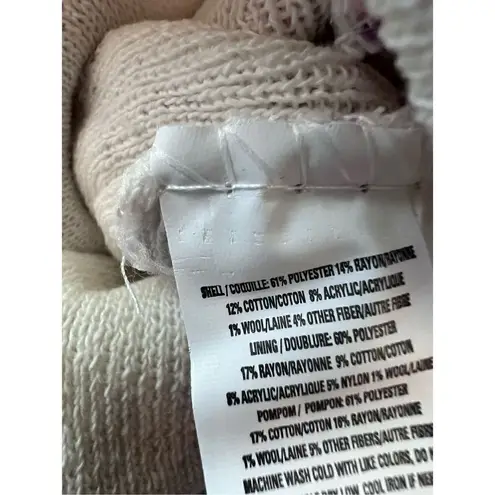 SHELL / COQUILLE: 61% POLYESTER 14% RAYON/RAYONNE
12% COTTON/COTON 8% ACRYLIC/ACRYLIQUE
1% WOOL/LAINE 4% OTHER FIBER/AUTRE FIBRE
LINING / DOUBLURE: 60% POLYESTER
17% RAYON/RAYONNE 9% COTTON/COTON
8% ACRYLIC/ACRYLIQUE 5% NYLON 1% WOOL/LAINE
POMPOM / POMPON: 61% POLYESTER
17% COTTON/COTON 16% RAYON/RAYONNE
1% WOOL/LAINE 5% OTHER FIBERS/AUTRE FIBRE
MACHINE WASH COLD WITH LIKE COLORS, DO
DRY LOW, COOL IRON IF